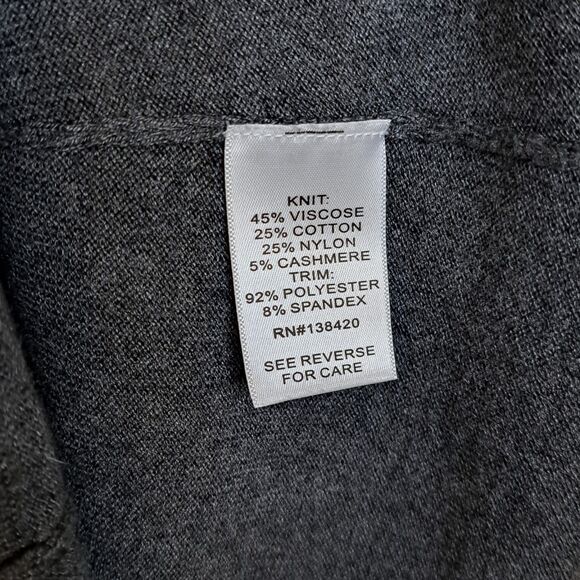 KNIT:
45% VISCOSE
25% COTTON
25% NYLON
5% CASHMERE
TRIM:
92% POLYESTER
8% SPANDEX
RN#138420
SEE REVERSE
FOR CARE